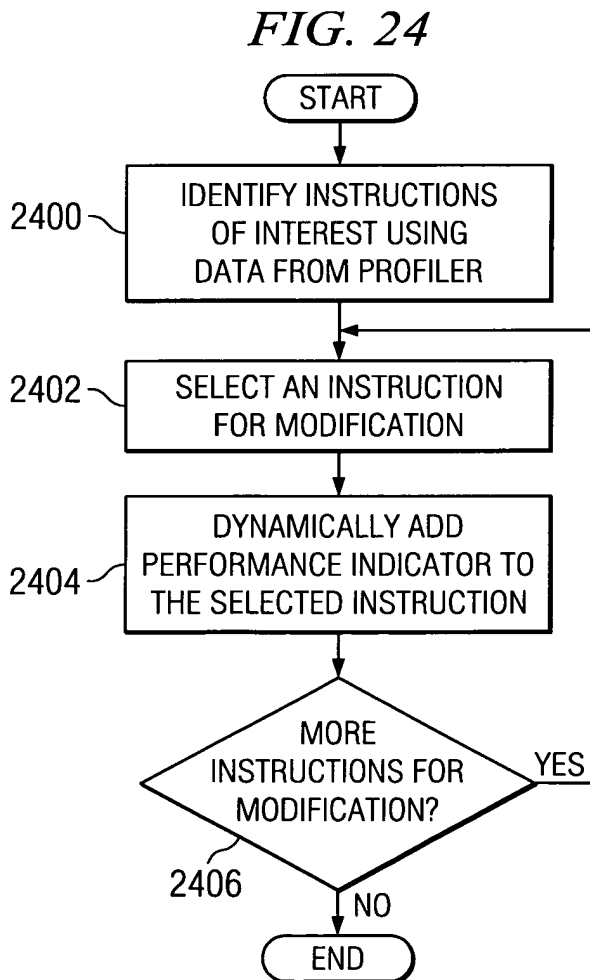 FIG. 24
START
2400
IDENTIFY INSTRUCTIONS
OF INTEREST USING
DATA FROM PROFILER
2402
SELECT AN INSTRUCTION
FOR MODIFICATION
2404
DYNAMICALLY ADD
PERFORMANCE INDICATOR TO
THE SELECTED INSTRUCTION
MORE
INSTRUCTIONS FOR
MODIFICATION?
YES
2406
NO
END